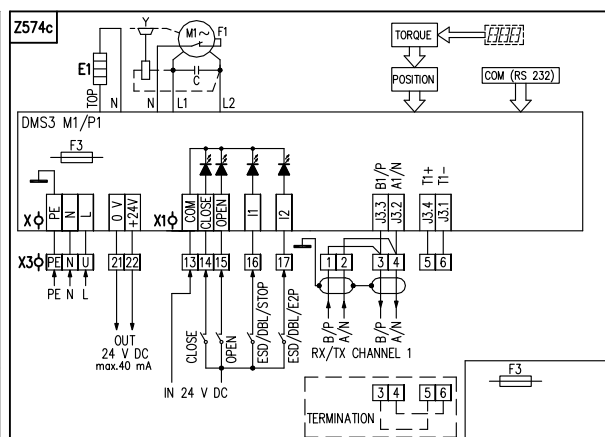 Z574c
Y
M1~
F1
E1
C
TOP
N
N
L1
L2
TORQUE
POSITION
COM (RS 232)
DMS3 M1/P1
F3
X
PE
N
L
0 V
+24V
X1
COM
CLOSE
OPEN
I1
I2
J3.3
B1/P
J3.2
A1/N
J3.4
T1+
J3.1
T1-
X3
PE
N
U
21
22
13
14
15
16
17
1
2
3
4
5
6
PE N L
OUT
24 V DC
max.40 mA
CLOSE
OPEN
ESD/DBL/STOP
ESD/DBL/E2P
B/P
A/N
B/P
A/N
RX/TX CHANNEL 1
IN 24 V DC
TERMINATION
3
4
5
6
F3